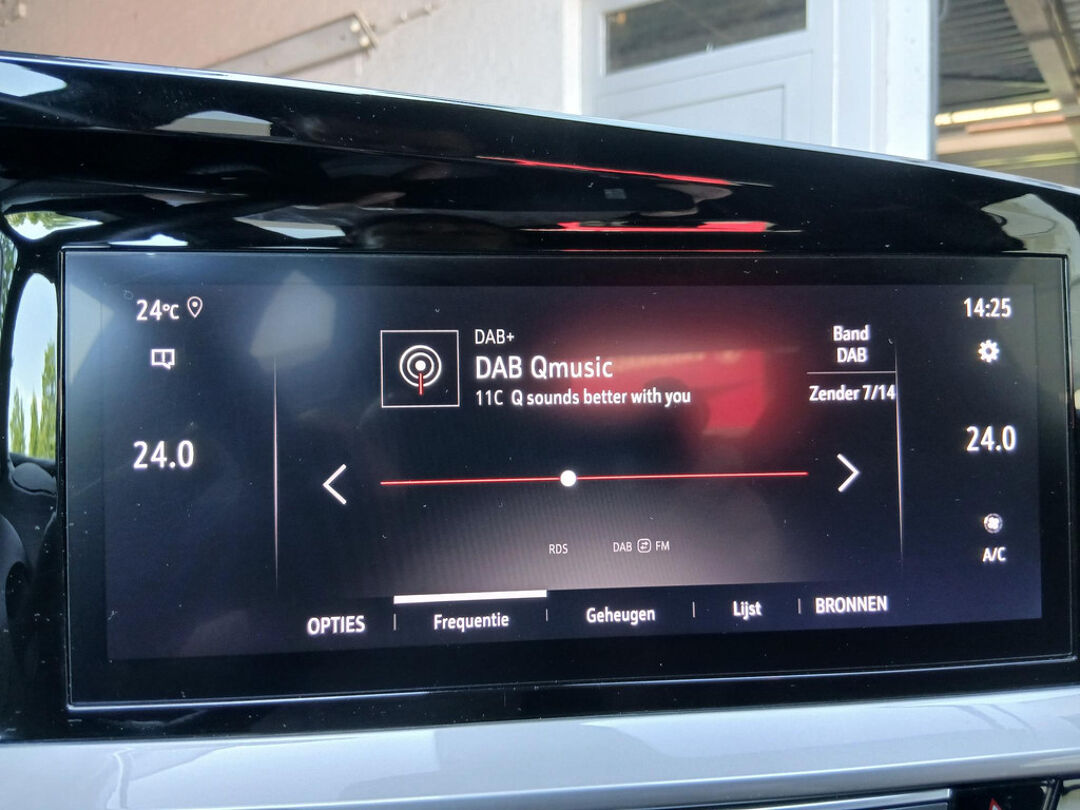 24°C
24.0
DAB+
DAB Qmusic
11C Q sounds better with you
Band
DAB
Zender 7/14
14:25
24.0
A/C
RDS
DAB FM
OPTIES
Frequentie
Geheugen
Lijst
BRONNEN